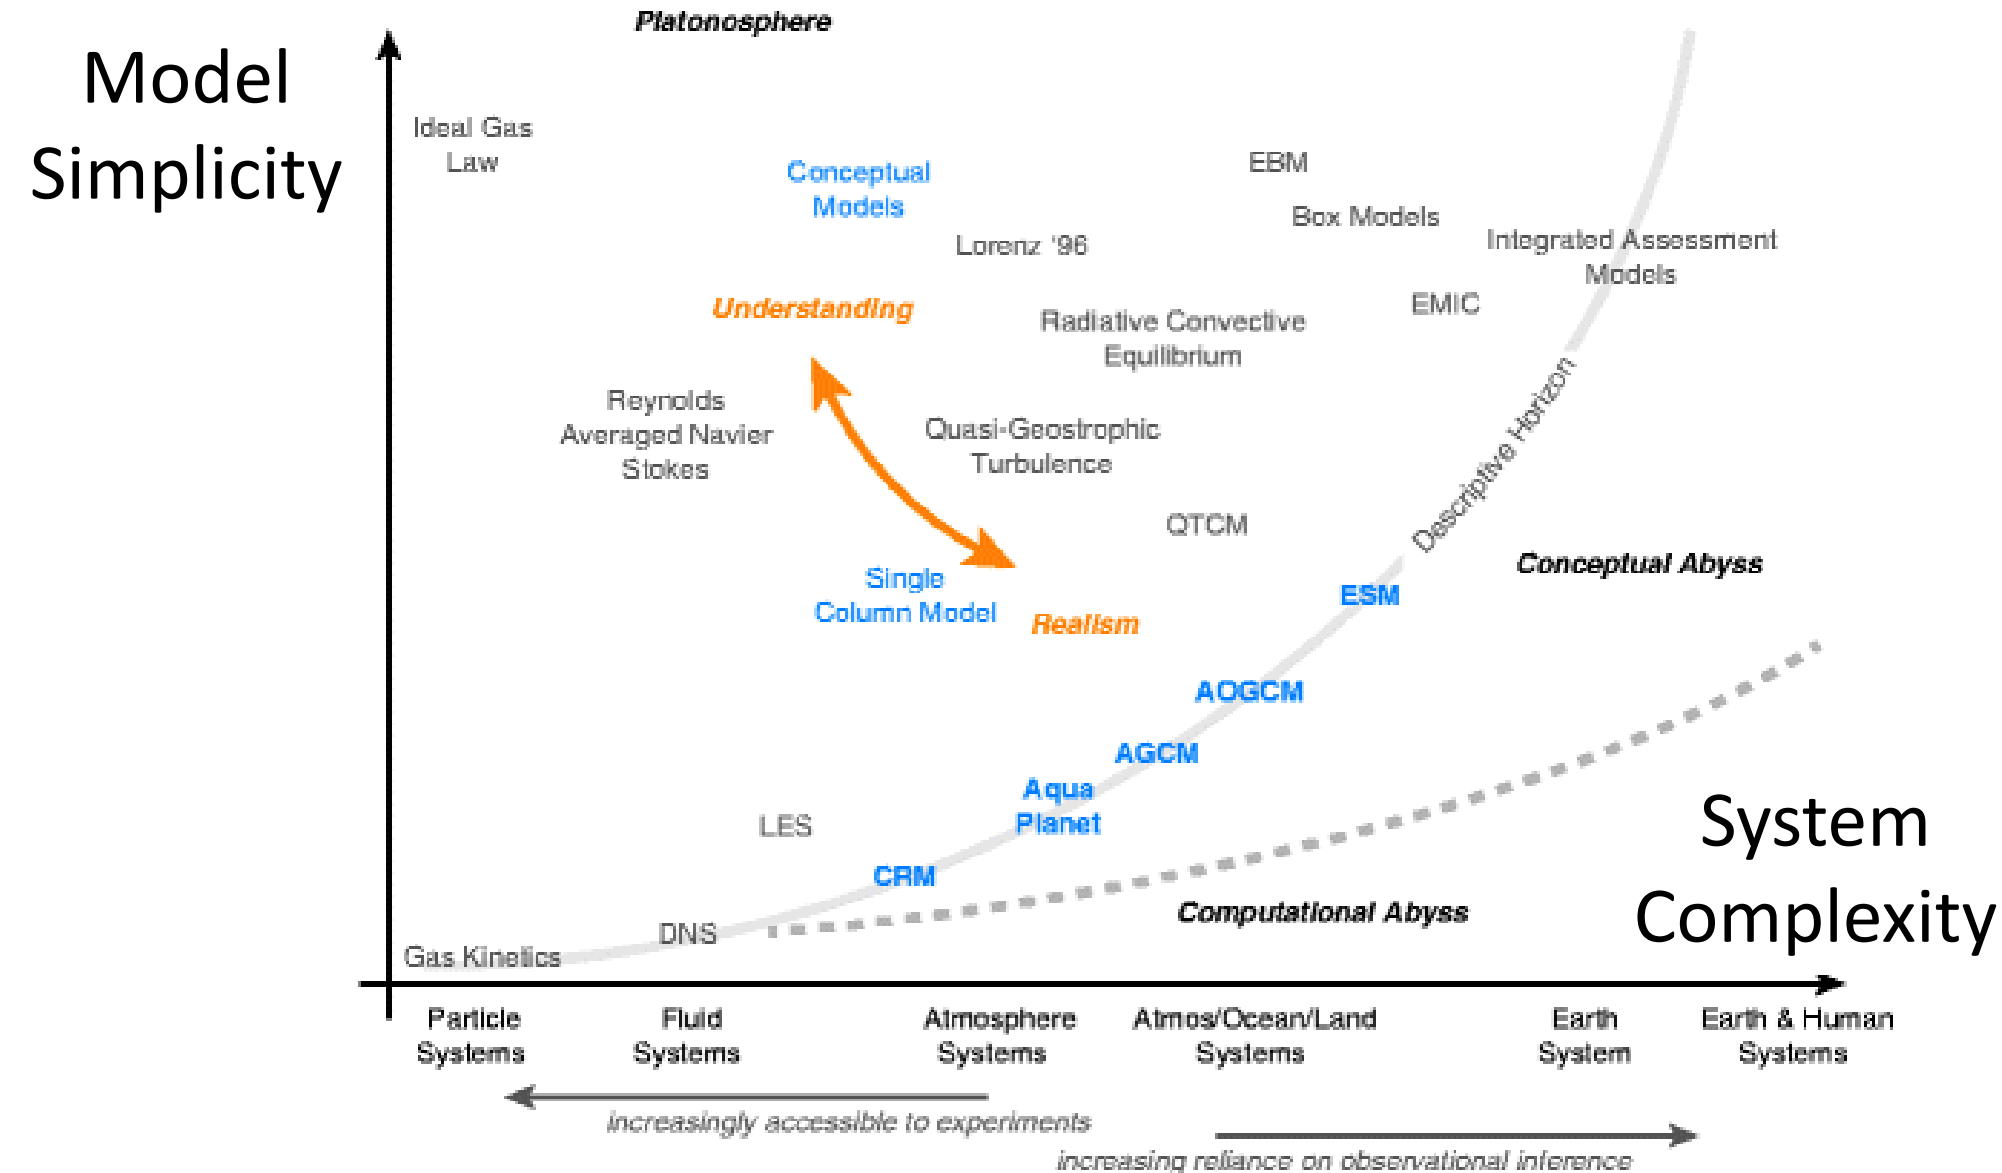 Platonosphere
Model
Simplicity
Ideal Gas
Law
Conceptual
Models
EBM
Box Models
Lorenz '96
Integrated Assessment
Models
Understanding
EMIC
Radiative Convective
Equilibrium
Reynolds
Averaged Navier
Stokes
Quasi-Geostrophic
Turbulence
Descriptive Horizon
QTCM
Conceptual Abyss
Single
Column Model
ESM
Realism
AOGCM
AGCM
Aqua
Planet
LES
System
Complexity
CRM
Computational Abyss
DNS
Gas Kinetics
Particle
Systems
Fluid
Systems
Atmosphere
Systems
Atmos/Ocean/Land
Systems
Earth
System
Earth & Human
Systems
increasingly accessible to experiments
increasing reliance on observational inference